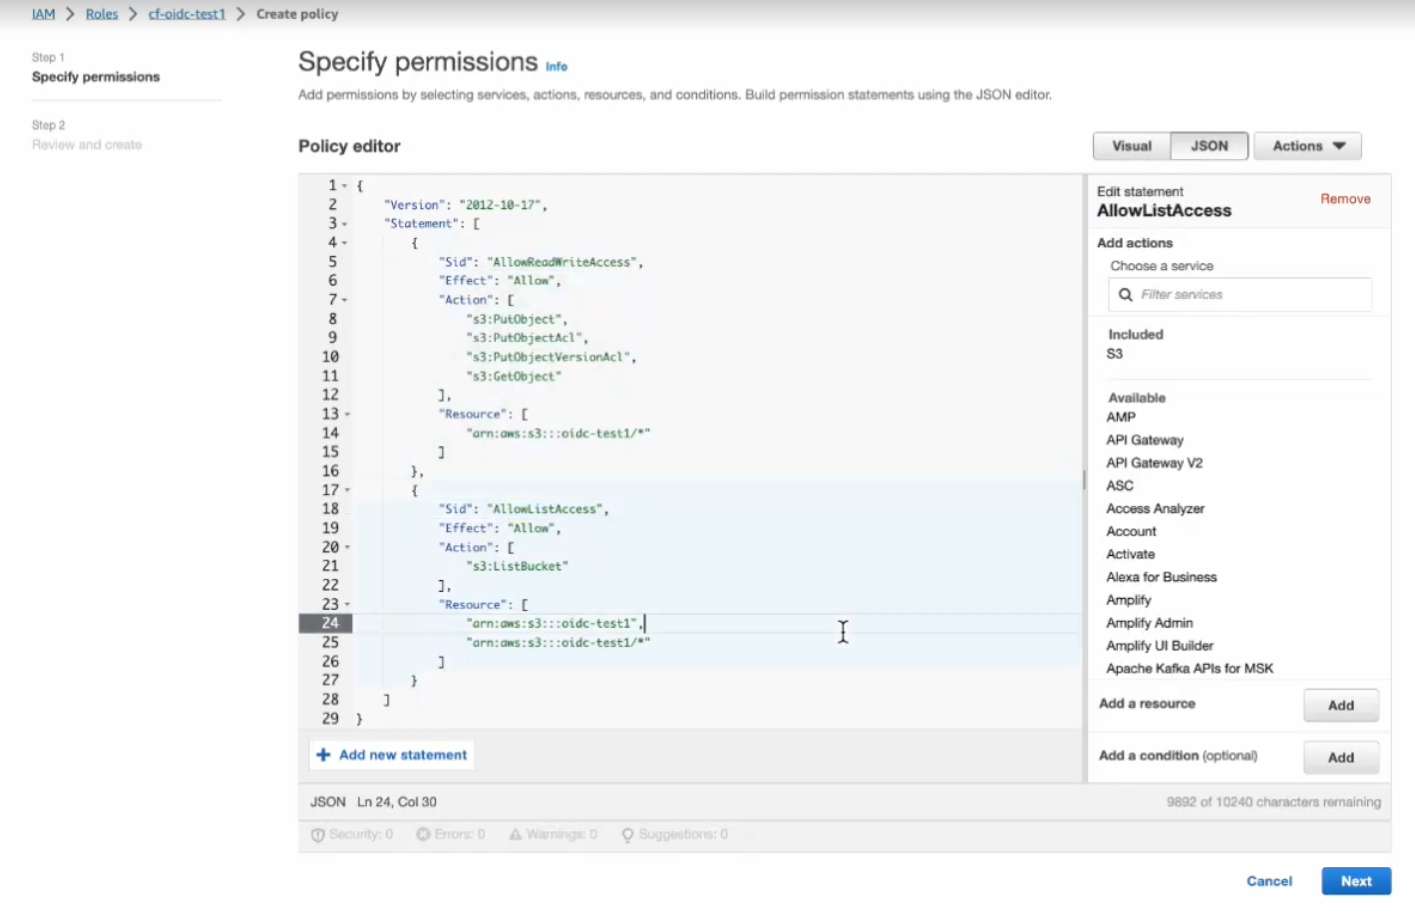 IAM > Roles > cf-oidc-test1 > Create policy
Step 1
Specify permissions
Step 2
Review and create
Specify permissions Info
Add permissions by selecting services, actions, resources, and conditions. Build permission statements using the JSON editor.
Policy editor
Visual JSON Actions
1 {
2 "Version": "2012-10-17",
3 "Statement": [
4 {
5 "Sid": "AllowReadWriteAccess",
6 "Effect": "Allow",
7 "Action": [
8 "s3:PutObject",
9 "s3:PutObjectAcl",
10 "s3:PutObjectVersionAcl",
11 "s3:GetObject"
12 ],
13 "Resource": [
14 "arn:aws:s3:::oidc-test1/*"
15 ]
16 },
17 {
18 "Sid": "AllowListAccess",
19 "Effect": "Allow",
20 "Action": [
21 "s3:ListBucket"
22 ],
23 "Resource": [
24 "arn:aws:s3:::oidc-test1",
25 "arn:aws:s3:::oidc-test1/*"
26 ]
27 }
28 ]
29 }
+ Add new statement
JSON Ln 24, Col 30
Security: 0 Errors: 0 Warnings: 0 Suggestions: 0
Edit statement
AllowListAccess
Remove
Add actions
Choose a service
Filter services
Included
S3
Available
AMP
API Gateway
API Gateway V2
ASC
Access Analyzer
Account
Activate
Alexa for Business
Amplify
Amplify Admin
Amplify UI Builder
Apache Kafka APIs for MSK
Add a resource Add
Add a condition (optional) Add
9892 of 10240 characters remaining
Cancel Next